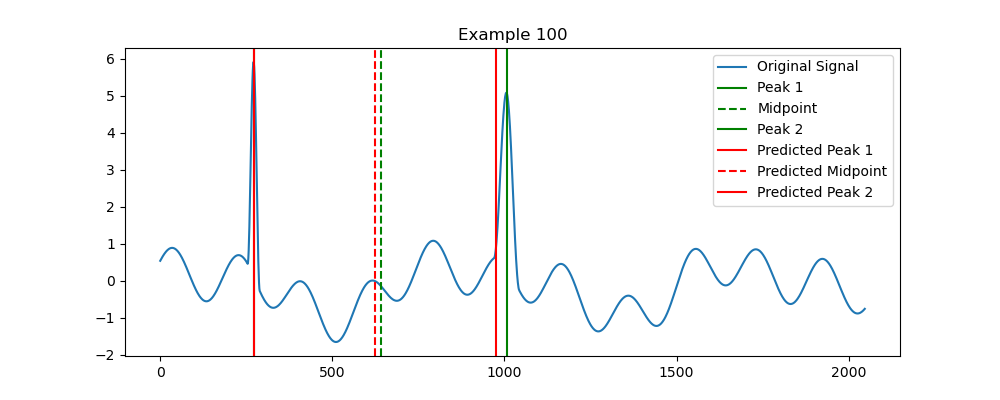 Example 100
6
5
4
3
2
1
0
−1
−2
0
500
1000
1500
2000
Original Signal
Peak 1
Midpoint
Peak 2
Predicted Peak 1
Predicted Midpoint
Predicted Peak 2